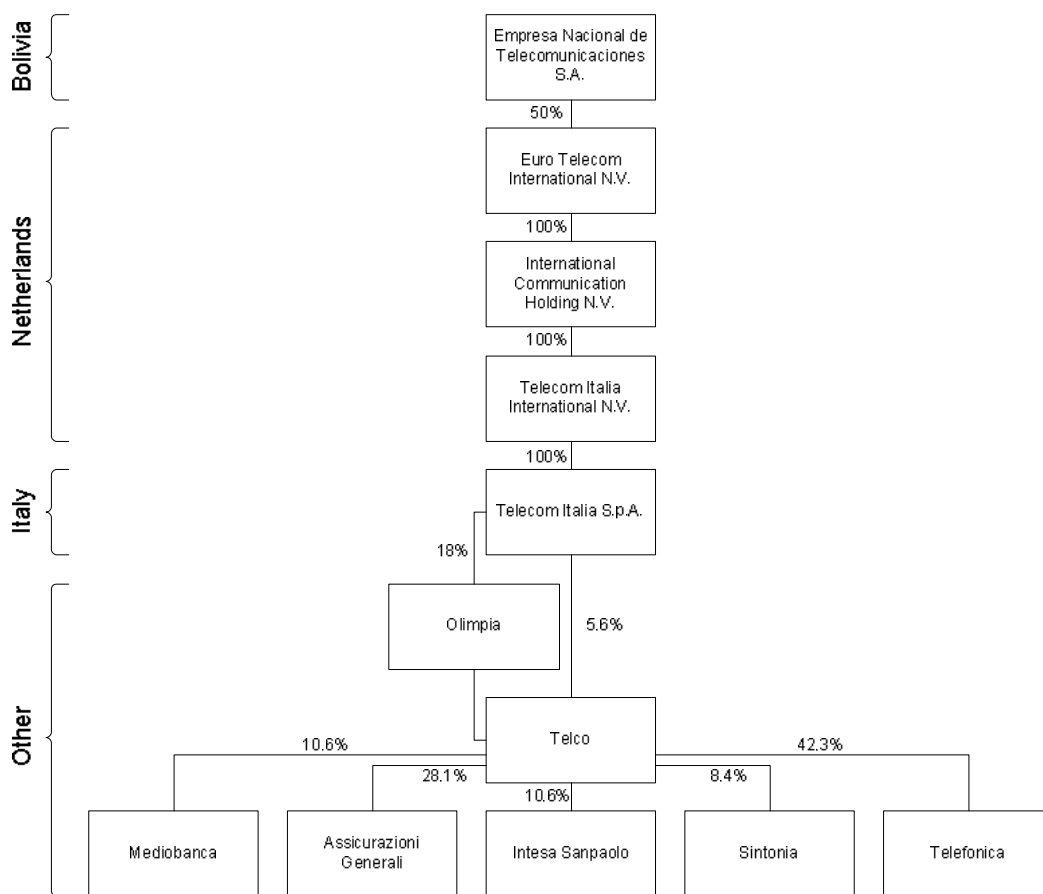 Bolivia
Empresa Nacional de
Telecomunicaciones
S.A.
50%
Netherlands
Euro Telecom
International N.V.
100%
International
Communication
Holding N.V.
100%
Telecom Italia
International N.V.
100%
Italy
Telecom Italia S.p.A.
18%
Other
Olimpia
5.6%
Telco
10.6%
42.3%
28.1%
8.4%
10.6%
Mediobanca
Assicurazioni
Generali
Intesa Sanpaolo
Sintonia
Telefonica